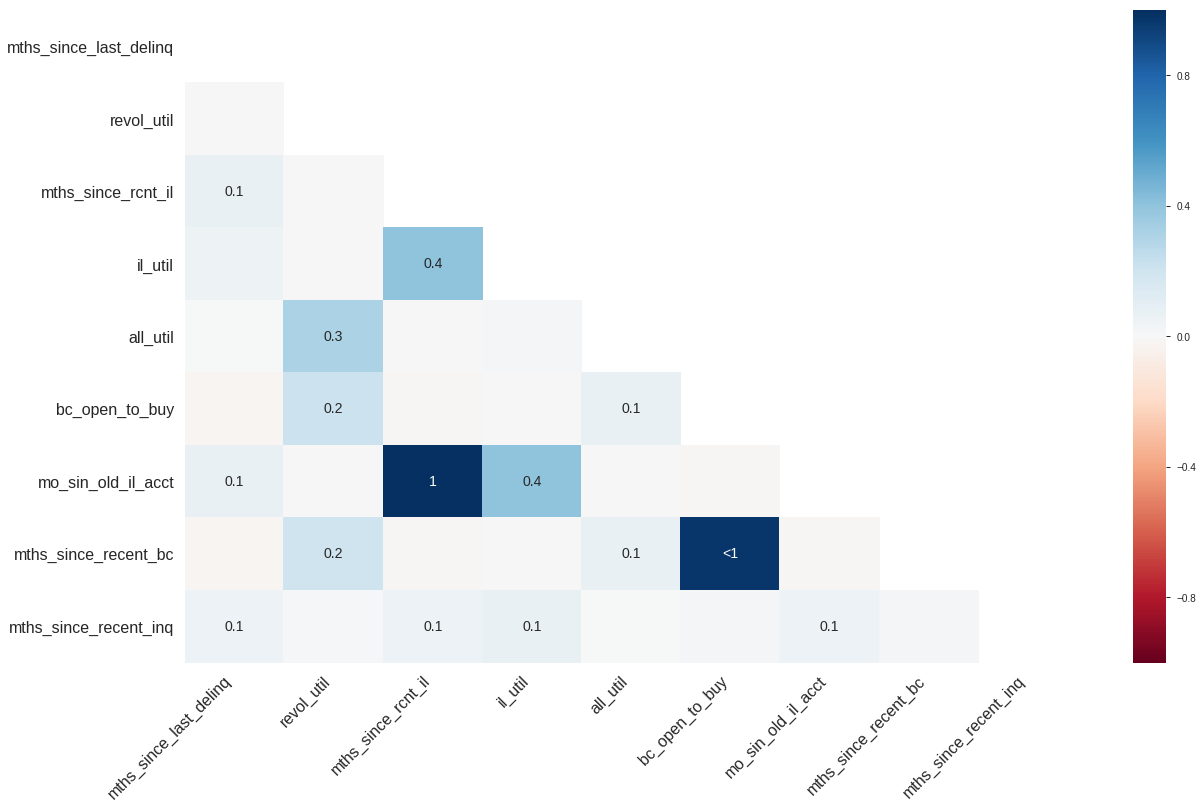 mths_since_last_delinq
0.8
revol_util
mths_since_rcnt_il 0.1
0.4
il_util 0.4
all_util 0.3
0.0
bc_open_to_buy 0.2 0.1
−0.4
mo_sin_old_il_acct 0.1 1 0.4
mths_since_recent_bc 0.2 0.1 <1
−0.8
mths_since_recent_inq 0.1 0.1 0.1 0.1
mths_since_last_delinq revol_util mths_since_rcnt_il il_util all_util bc_open_to_buy mo_sin_old_il_acct mths_since_recent_bc mths_since_recent_inq